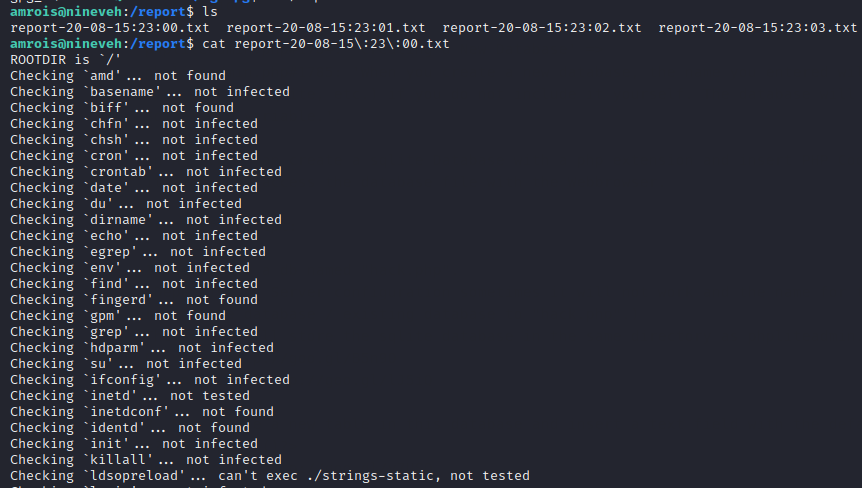 amrois@nineveh:/report$ ls
report-20-08-15:23:00.txt  report-20-08-15:23:01.txt  report-20-08-15:23:02.txt  report-20-08-15:23:03.txt
amrois@nineveh:/report$ cat report-20-08-15\:23\:00.txt
ROOTDIR is `/'
Checking `amd'... not found
Checking `basename'... not infected
Checking `biff'... not found
Checking `chfn'... not infected
Checking `chsh'... not infected
Checking `cron'... not infected
Checking `crontab'... not infected
Checking `date'... not infected
Checking `du'... not infected
Checking `dirname'... not infected
Checking `echo'... not infected
Checking `egrep'... not infected
Checking `env'... not infected
Checking `find'... not infected
Checking `fingerd'... not found
Checking `gpm'... not found
Checking `grep'... not infected
Checking `hdparm'... not infected
Checking `su'... not infected
Checking `ifconfig'... not infected
Checking `inetd'... not tested
Checking `inetdconf'... not found
Checking `identd'... not found
Checking `init'... not infected
Checking `killall'... not infected
Checking `ldsopreload'... can't exec ./strings-static, not tested